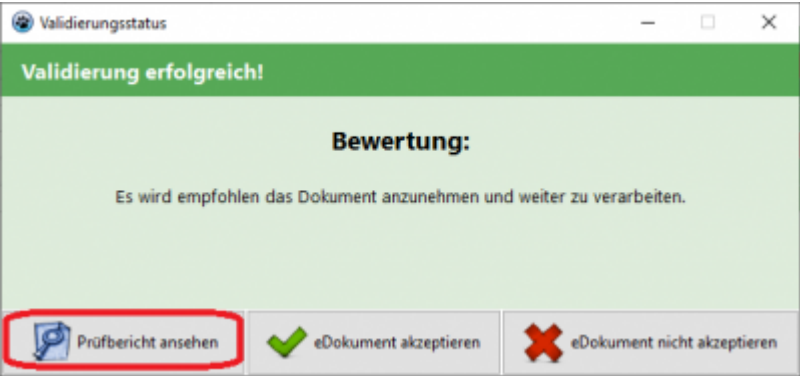 Validierungsstatus
Validierung erfolgreich!
Bewertung:
Es wird empfohlen das Dokument anzunehmen und weiter zu verarbeiten.
Prüfbericht ansehen
eDokument akzeptieren
eDokument nicht akzeptieren